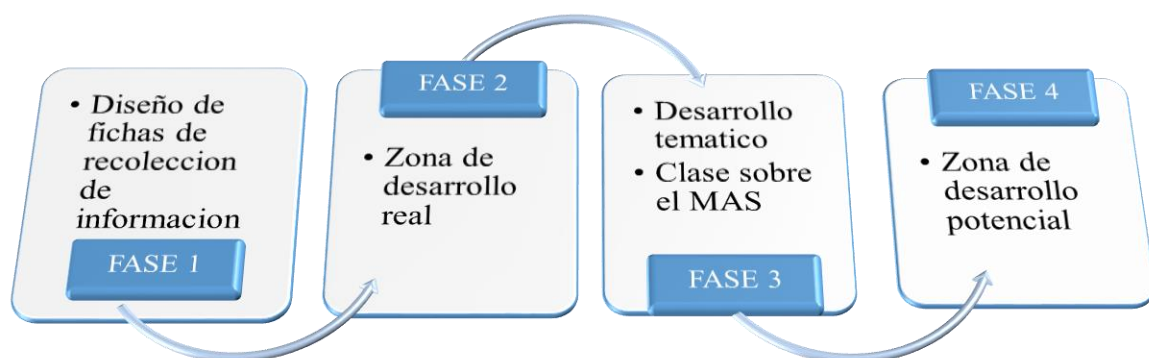 • Diseño de
fichas de
recoleccion
de
informacion
FASE 1
FASE 2
• Zona de
desarrollo
real
• Desarrollo
tematico
• Clase sobre
el MAS
FASE 3
FASE 4
• Zona de
desarrollo
potencial